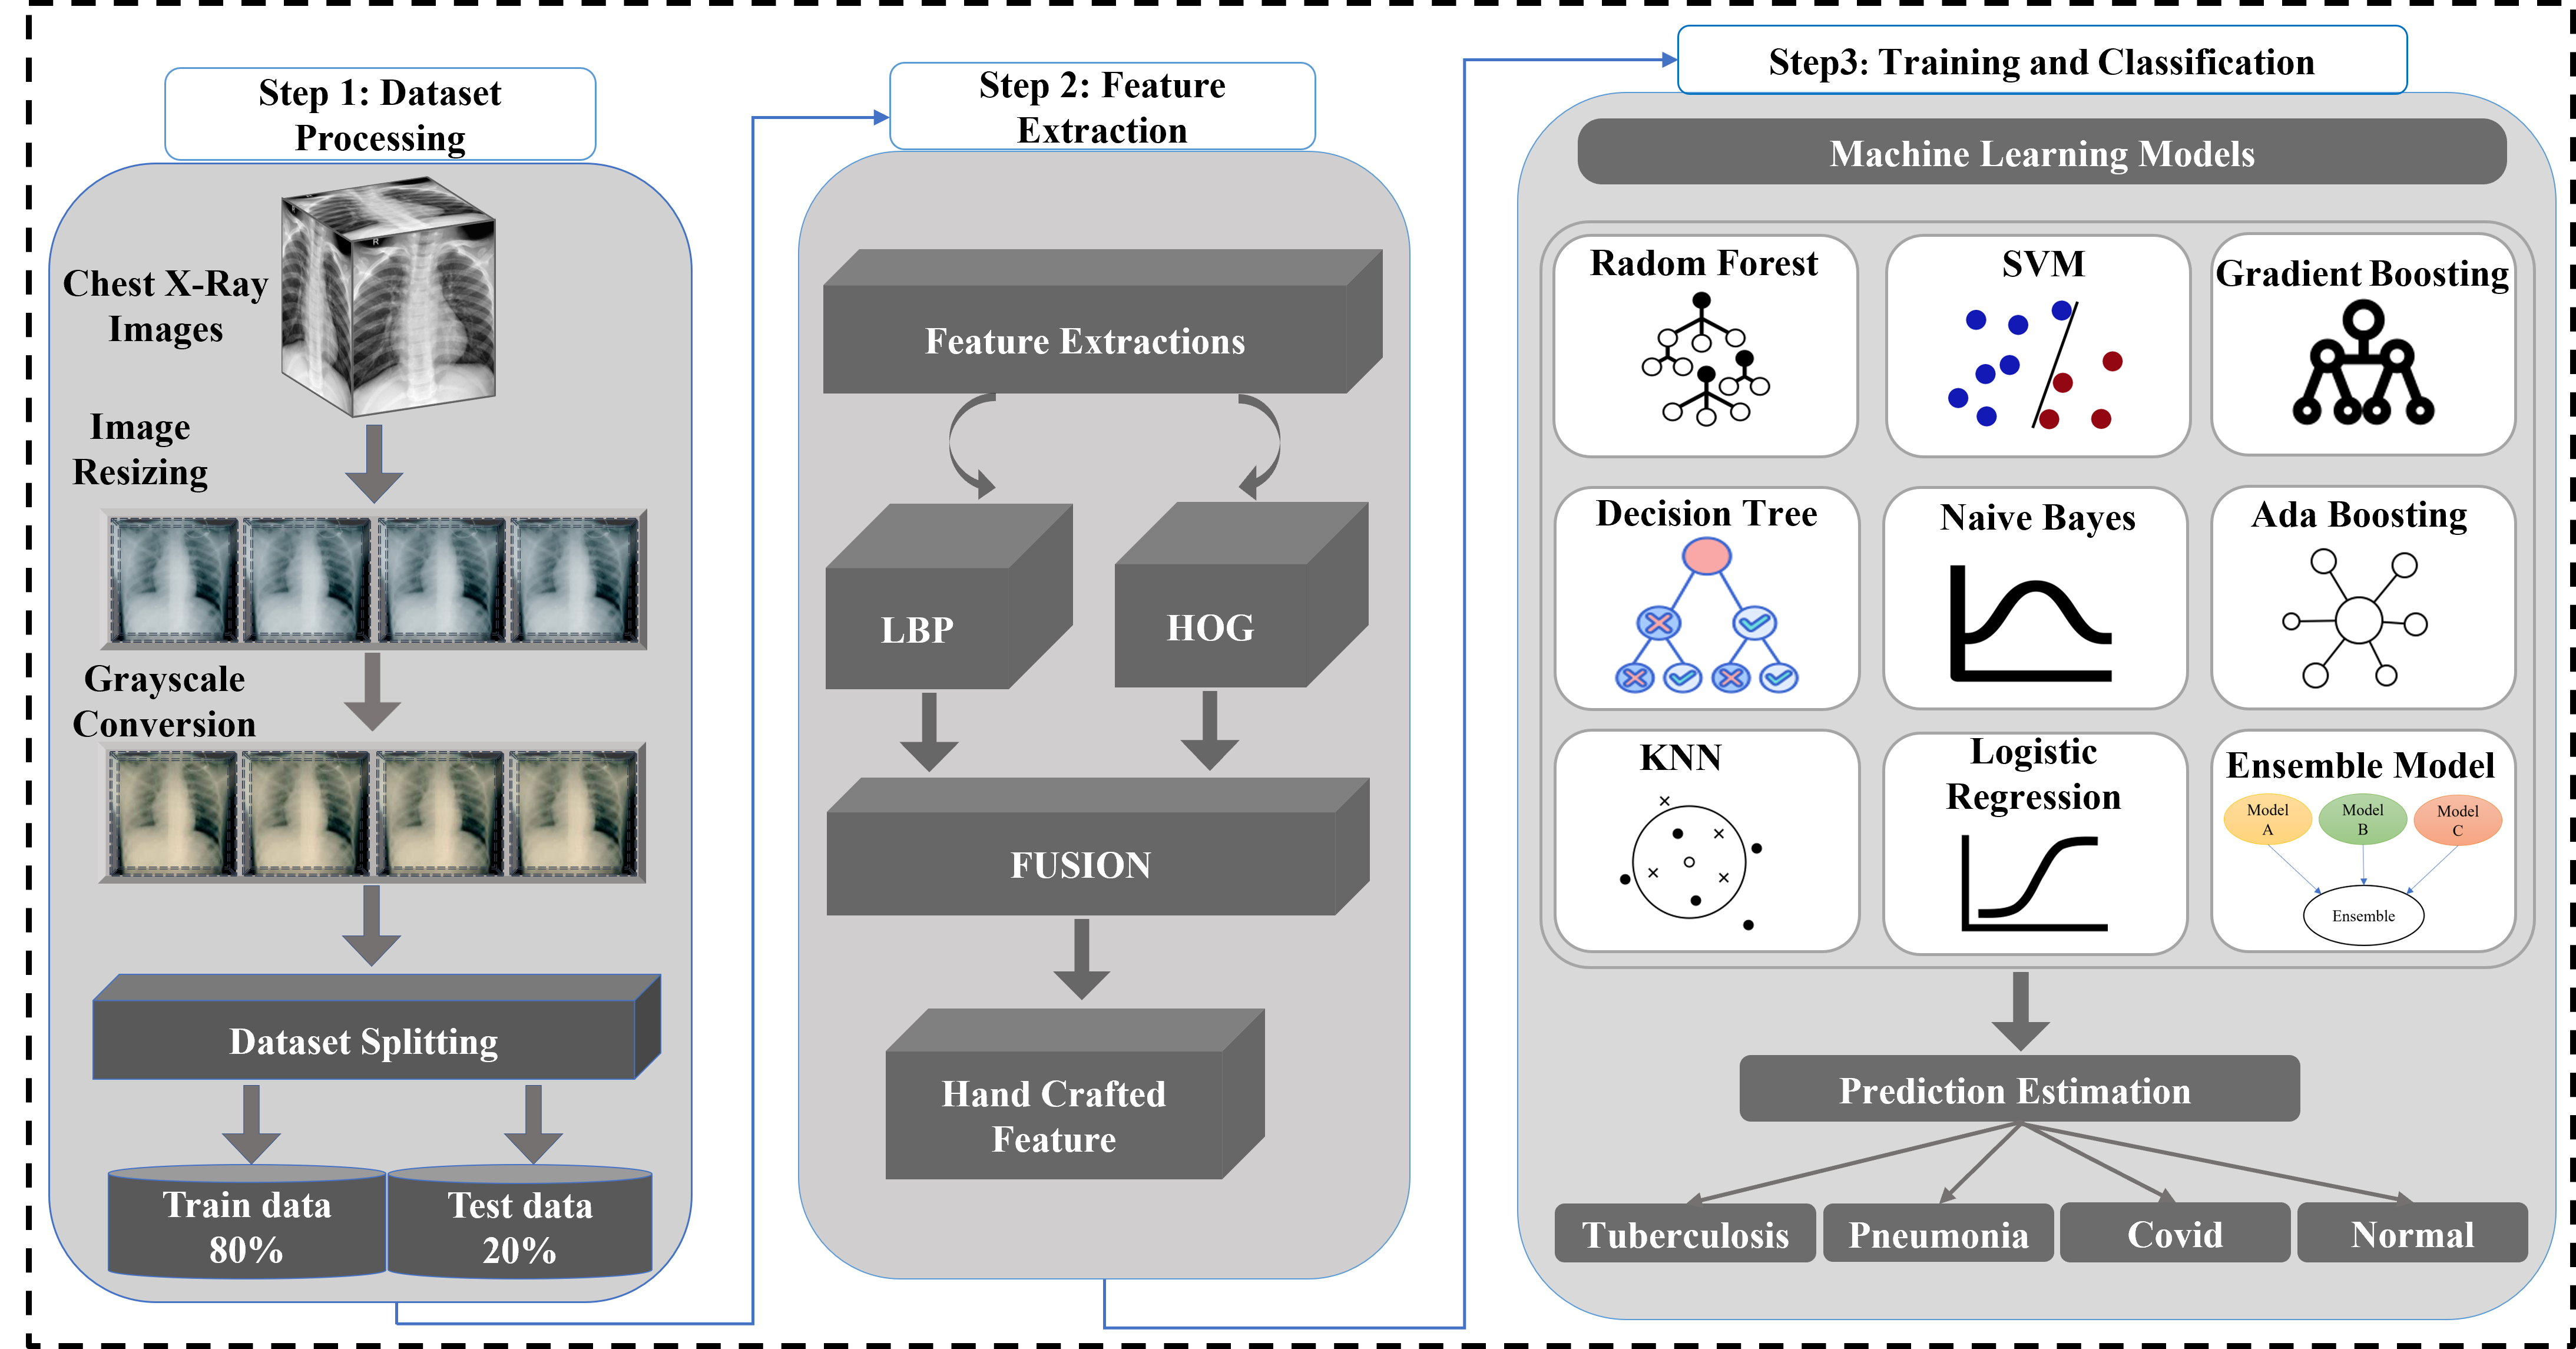 Step 1: Dataset
Processing
Chest X-Ray
Images
R
Image
Resizing
Grayscale
Conversion
Dataset Splitting
Train data
80%
Test data
20%
Step 2: Feature
Extraction
Feature Extractions
LBP
HOG
FUSION
Hand Crafted
Feature
Step3: Training and Classification
Machine Learning Models
Radom Forest
SVM
Gradient Boosting
Decision Tree
Naive Bayes
Ada Boosting
KNN
Logistic
Regression
Ensemble Model
Model
A
Model
B
Model
C
Ensemble
Prediction Estimation
Tuberculosis
Pneumonia
Covid
Normal